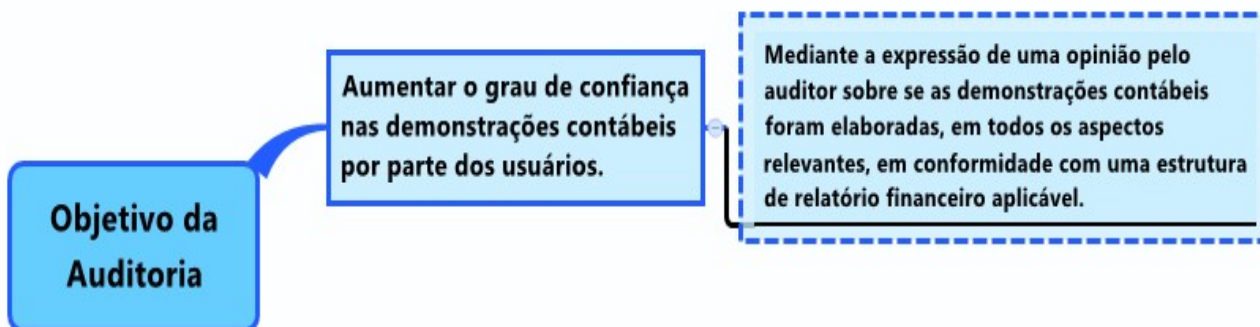 Objetivo da
Auditoria
Aumentar o grau de confiança
nas demonstrações contábeis
por parte dos usuários.
Mediante a expressão de uma opinião pelo
auditor sobre se as demonstrações contábeis
foram elaboradas, em todos os aspectos
relevantes, em conformidade com uma estrutura
de relatório financeiro aplicável.